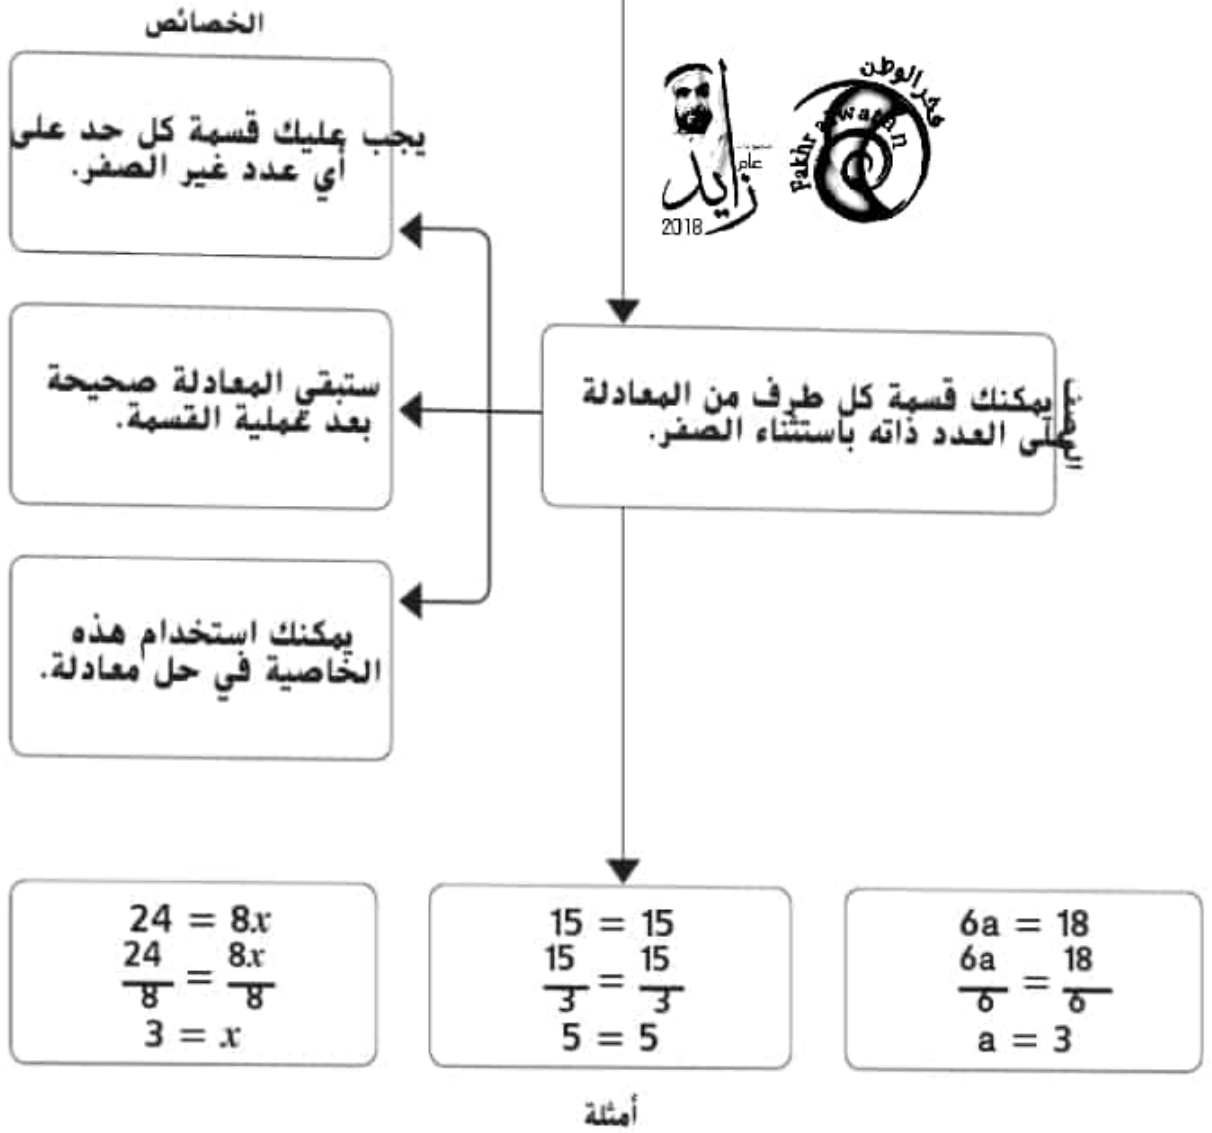 الخصائص
يجب عليك قسمة كل حد على
أي عدد غير الصفر.
فخر الوطن
Fakhr alwatan
عام
زايد
2018
ستبقى المعادلة صحيحة
بعد عملية القسمة.
الوصف
يمكنك قسمة كل طرف من المعادلة
على العدد ذاته باستثناء الصفر.
يمكنك استخدام هذه
الخاصية في حل معادلة.
24 = 8x
24/8 = 8x/8
3 = x
15 = 15
15/3 = 15/3
5 = 5
6a = 18
6a/6 = 18/6
a = 3
أمثلة